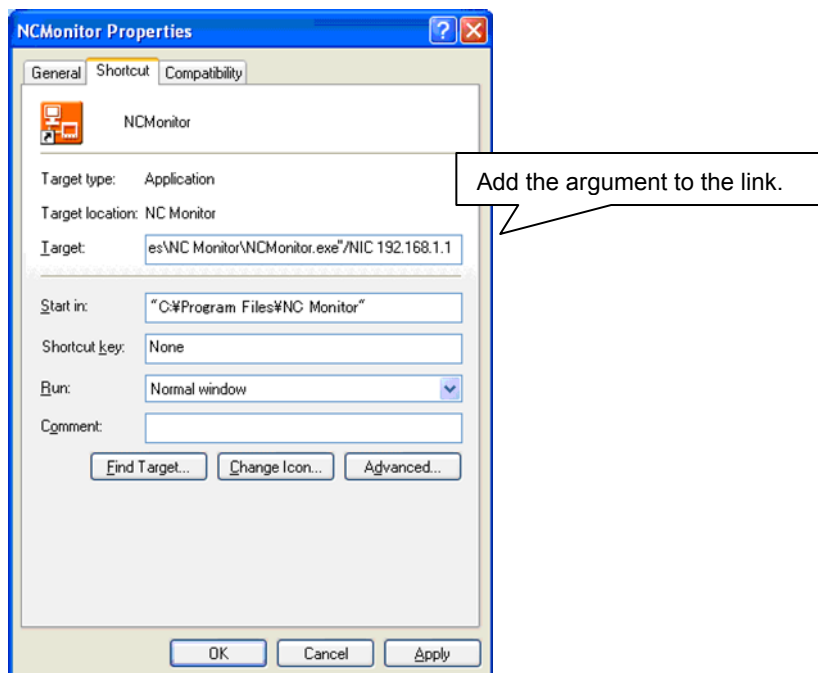 NCMonitor Properties
General Shortcut Compatibility
NCMonitor
Target type: Application
Add the argument to the link.
Target location: NC Monitor
Target: es\NC Monitor\NCMonitor.exe"/NIC 192.168.1.1
Start in: "C:¥Program Files¥NC Monitor"
Shortcut key: None
Run: Normal window
Comment:
Find Target... Change Icon... Advanced...
OK Cancel Apply